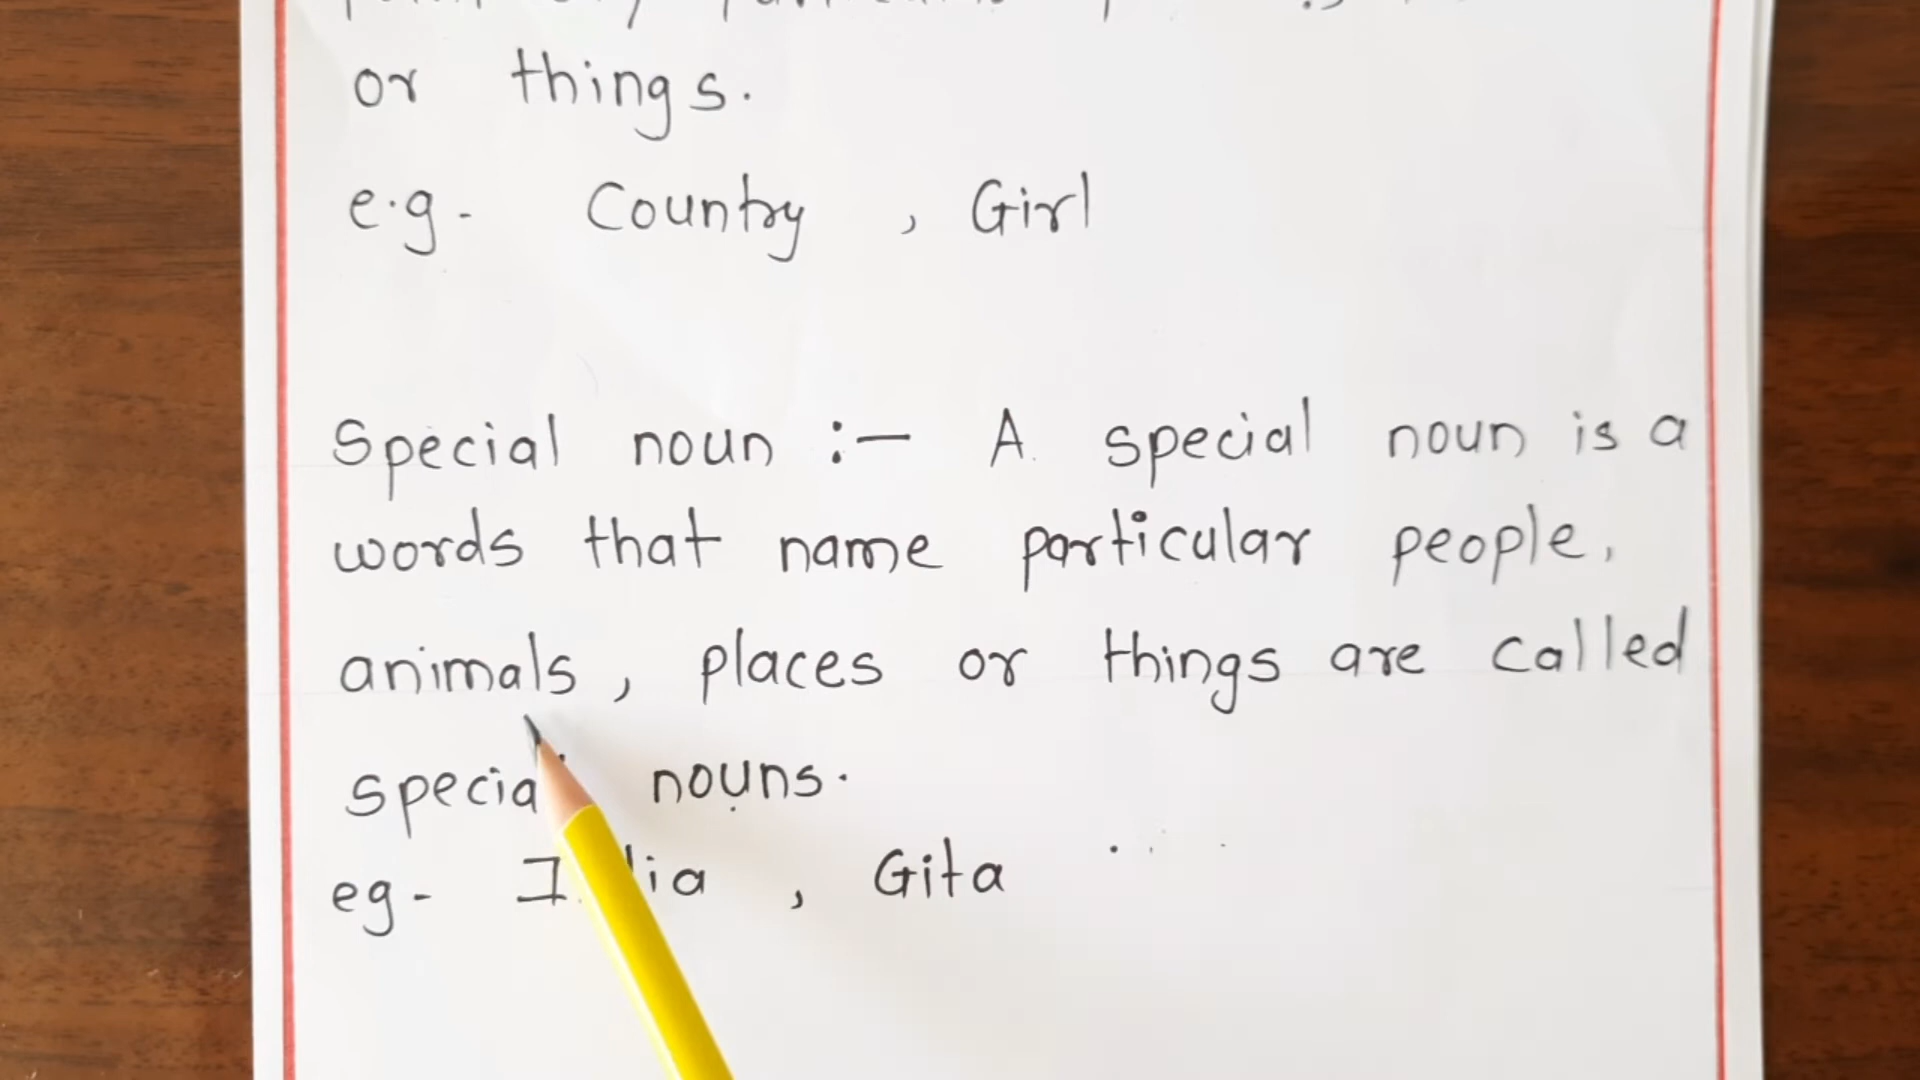 or things.
e.g- Country , Girl
Special noun :- A special noun is a
words that name particular people,
animals, places or things are called
nouns.
eg- , Gita